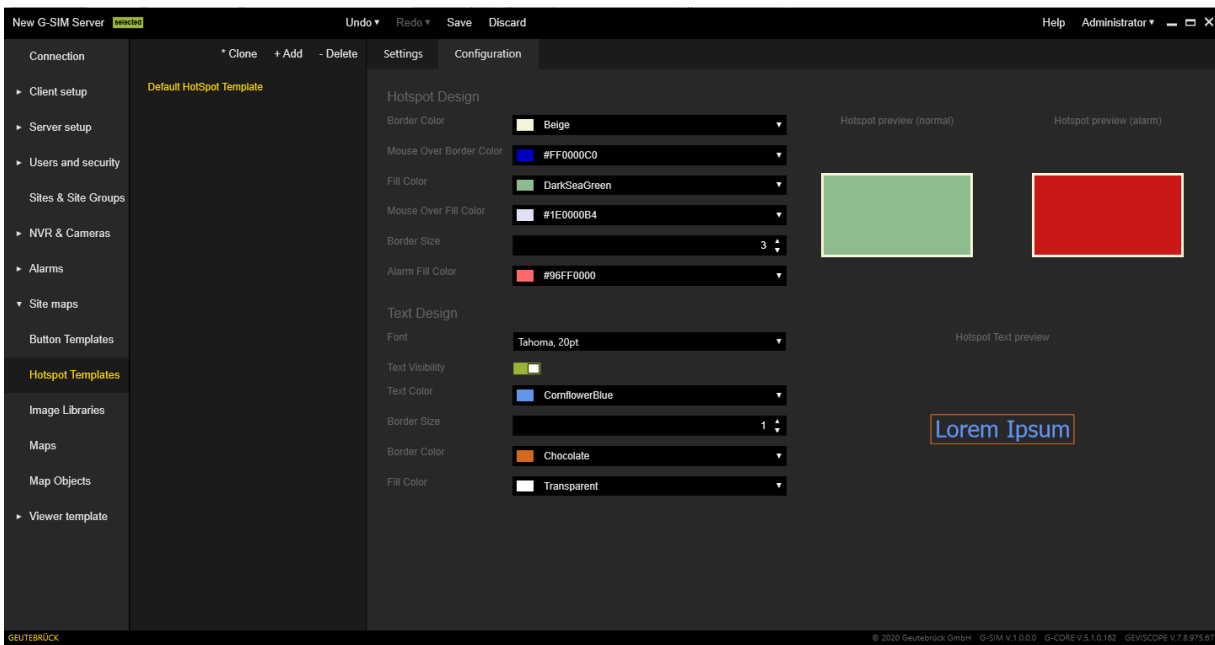 New G-SIM Server selected Undo Redo Save Discard Help Administrator
Connection * Clone + Add - Delete Settings Configuration
Client setup
Server setup
Users and security
Sites & Site Groups
NVR & Cameras
Alarms
Site maps
Button Templates
Hotspot Templates
Image Libraries
Maps
Map Objects
Viewer template
Default HotSpot Template
Hotspot Design
Border Color Beige
Mouse Over Border Color #FF0000C0
Fill Color DarkSeaGreen
Mouse Over Fill Color #1E0000B4
Border Size 3
Alarm Fill Color #96FF0000
Hotspot preview (normal) Hotspot preview (alarm)
Text Design
Font Tahoma, 20pt
Text Visibility
Text Color CornflowerBlue
Border Size 1
Border Color Chocolate
Fill Color Transparent
Hotspot Text preview
Lorem Ipsum
GEUTEBRÜCK © 2020 Geutebrück GmbH G-SIM V.1.0.0.0 G-CORE V.5.1.0.162 GEVISCOPE V.7.8.975.67